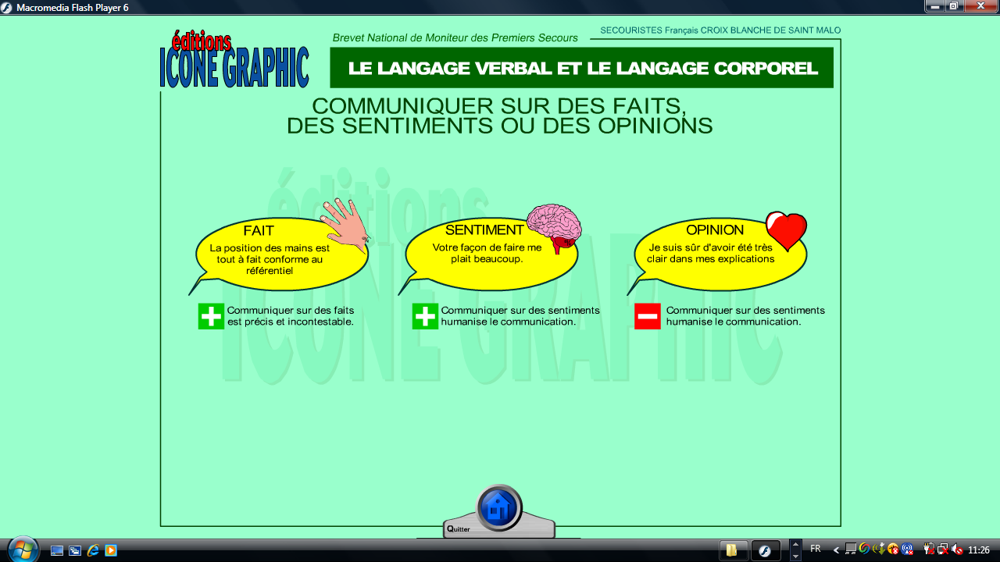 Macromedia Flash Player 6
éditions
ICONE GRAPHIC
Brevet National de Moniteur des Premiers Secours
SECOURISTES Français CROIX BLANCHE DE SAINT MALO
LE LANGAGE VERBAL ET LE LANGAGE CORPOREL
COMMUNIQUER SUR DES FAITS,
DES SENTIMENTS OU DES OPINIONS
éditions
ICONE GRAPHIC
FAIT
La position des mains est
tout à fait conforme au
référentiel
Communiquer sur des faits
est précis et incontestable.
SENTIMENT
Votre façon de faire me
plait beaucoup.
Communiquer sur des sentiments
humanise le communication.
OPINION
Je suis sûr d'avoir été très
clair dans mes explications
Communiquer sur des sentiments
humanise le communication.
Quitter
FR
11:26